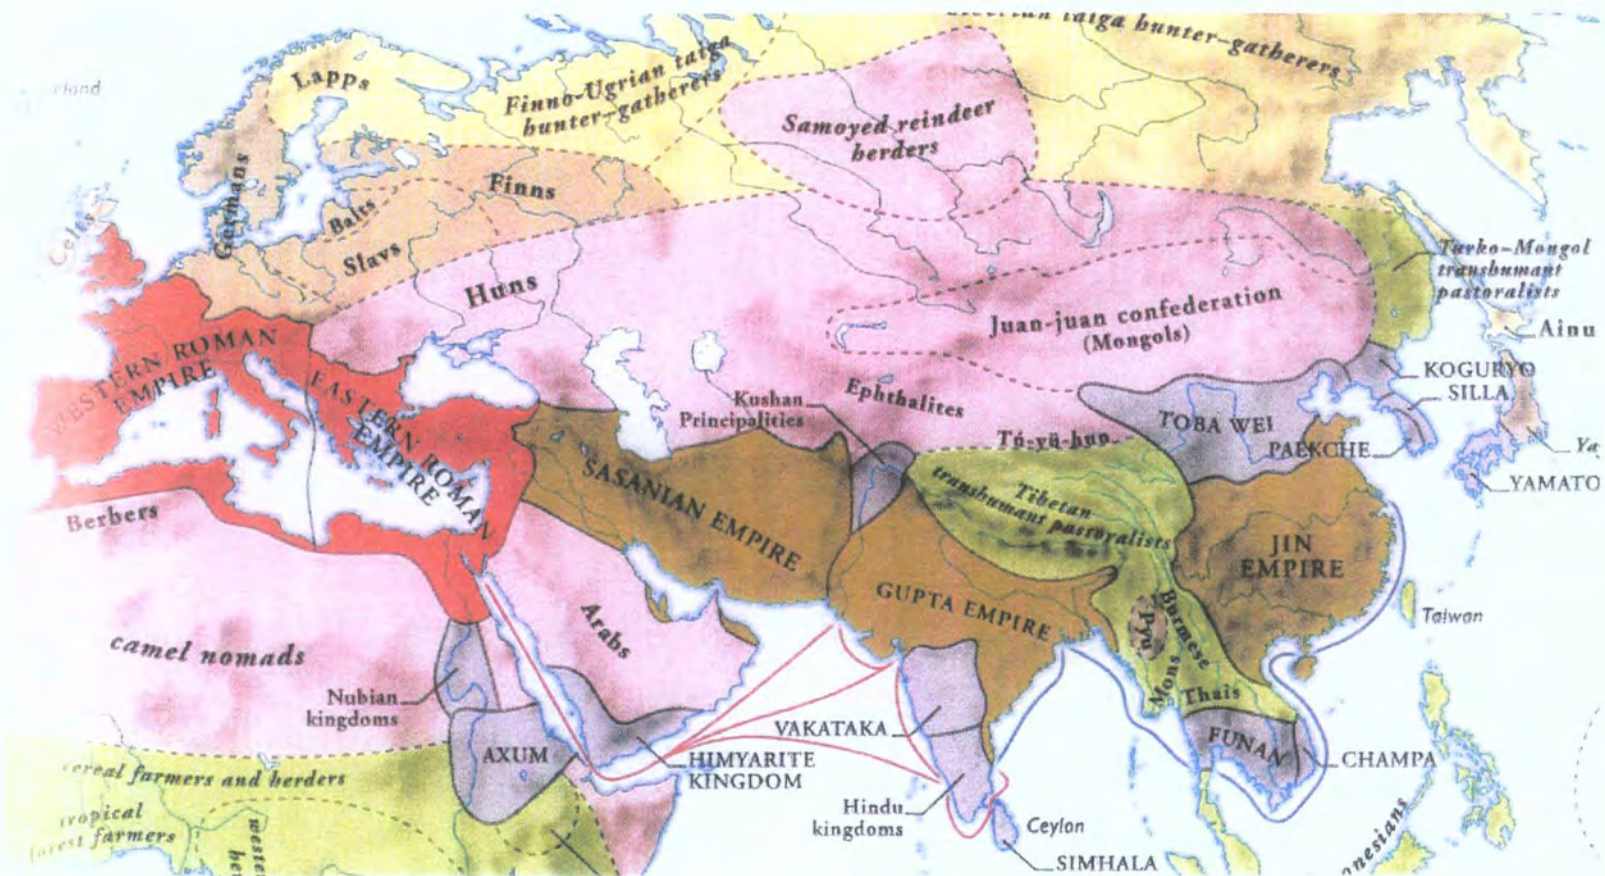 taiga hunter-gatherers
Lapps
Finno-Ugrian taiga
hunter-gatherers
Samoyed reindeer
herders
Germans
Celts
Finns
Balts
Slavs
Huns
Turko-Mongol
transhumant
pastoralists
Ainu
Juan-juan confederation
(Mongols)
WESTERN ROMAN
EMPIRE
EASTERN ROMAN
EMPIRE
Kushan
Principalities
Ephthalites
KOGURYO
SILLA
TOBA WEI
PAEKCHE
YAMATO
Tú-yü-hun
Tibetan
transhumant pastoralists
SASANIAN EMPIRE
Berbers
JIN
EMPIRE
GUPTA EMPIRE
Arabs
Taiwan
Burmese
Pyu
Mons
Thais
camel nomads
Nubian
kingdoms
AXUM
HIMYARITE
KINGDOM
VAKATAKA
FUNAN
CHAMPA
cereal farmers and herders
tropical
forest farmers
Hindu
kingdoms
Ceylon
SIMHALA